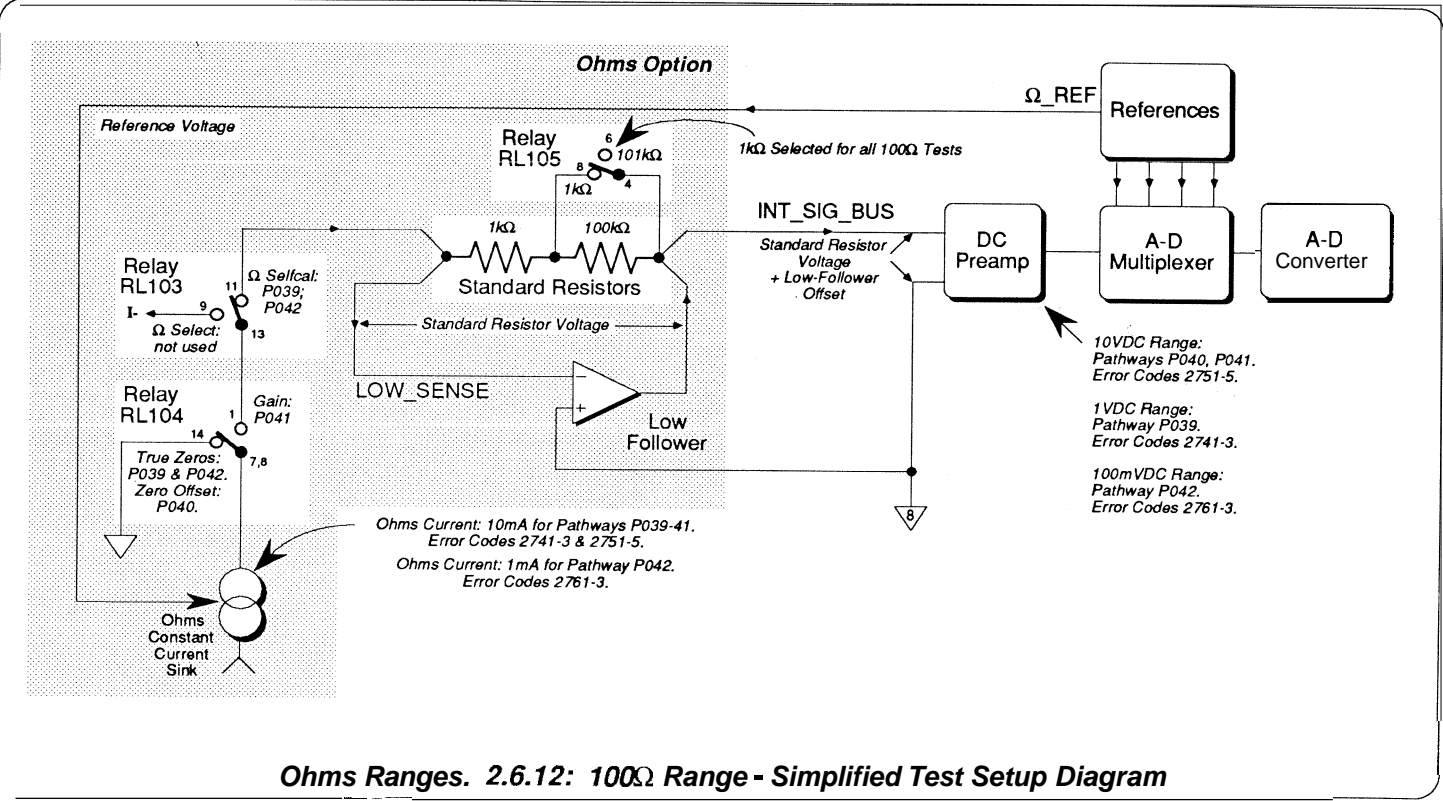 Ohms Option
Ω_REF
References
Reference Voltage
Relay
RL105
6
101kΩ
8
1kΩ
4
1kΩ Selected for all 100Ω Tests
INT_SIG_BUS
Standard Resistor
Voltage
+ Low-Follower
Offset
DC
Preamp
A-D
Multiplexer
A-D
Converter
1kΩ
100kΩ
Standard Resistors
Standard Resistor Voltage
Relay
RL103
11
Ω Selfcal:
P039;
P042
9
I-
13
Ω Select:
not used
LOW_SENSE
−
+
Low
Follower
Relay
RL104
1
Gain:
P041
14
7,8
True Zeros:
P039 & P042.
Zero Offset:
P040.
10VDC Range:
Pathways P040, P041.
Error Codes 2751-5.
1VDC Range:
Pathway P039.
Error Codes 2741-3.
100mVDC Range:
Pathway P042.
Error Codes 2761-3.
8
Ohms Current: 10mA for Pathways P039-41.
Error Codes 2741-3 & 2751-5.
Ohms Current: 1mA for Pathway P042.
Error Codes 2761-3.
Ohms
Constant
Current
Sink
Ohms Ranges. 2.6.12: 100Ω Range - Simplified Test Setup Diagram